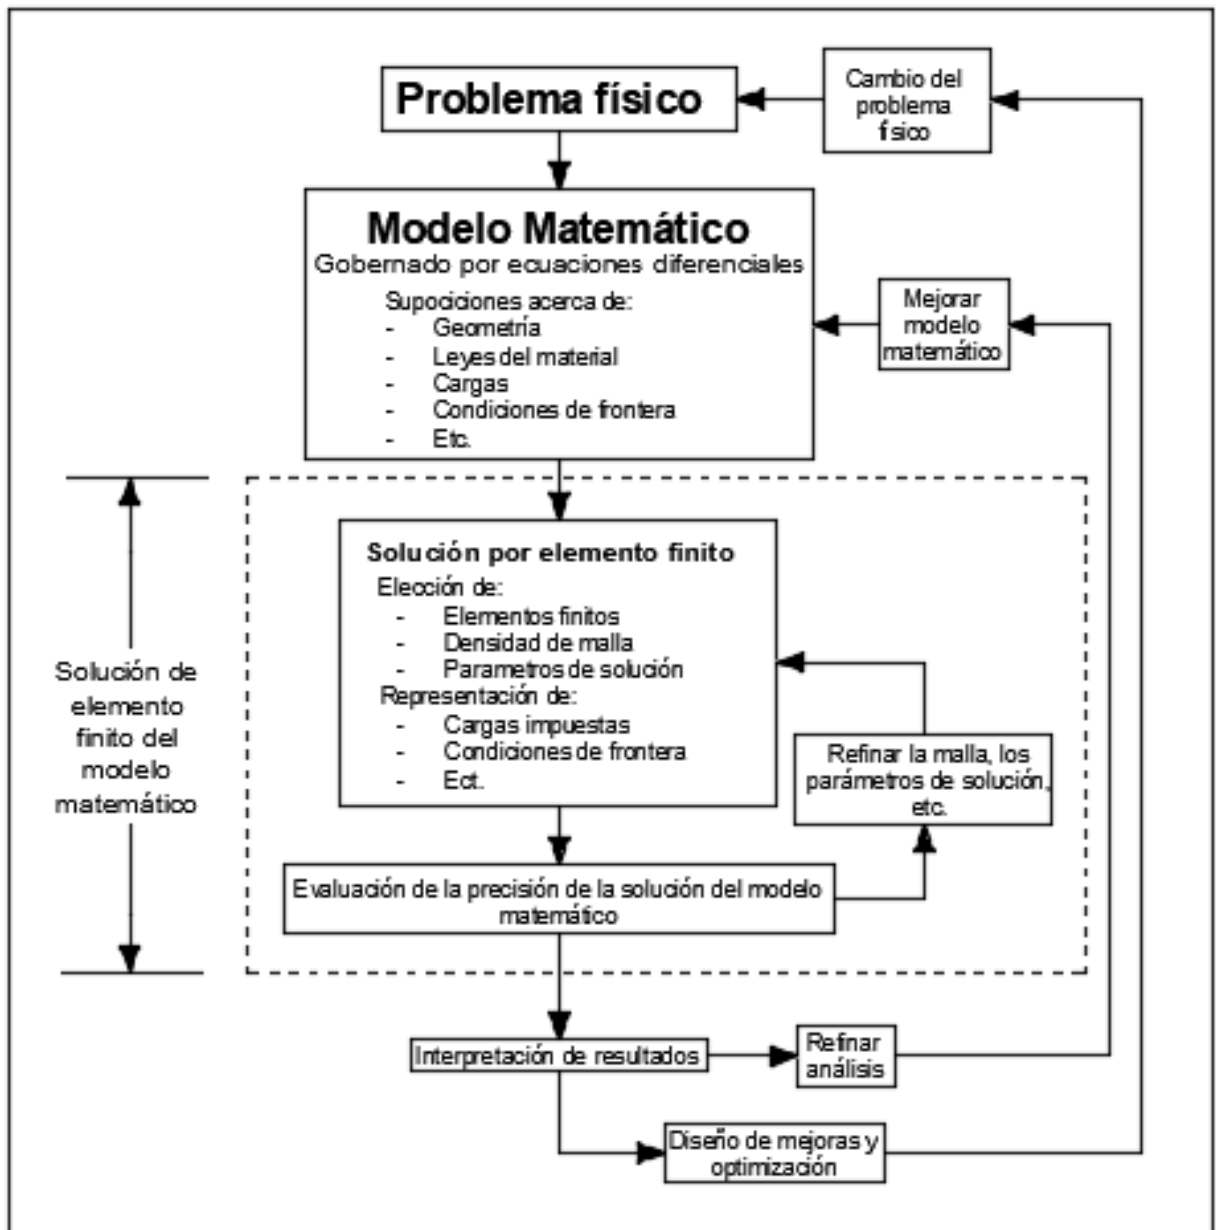 Problema físico
Cambio del
problema
físico
Modelo Matemático
Gobernado por ecuaciones diferenciales
Supociciones acerca de:
- Geometría
- Leyes del material
- Cargas
- Condiciones de frontera
- Etc.
Mejorar
modelo
matemático
Solución de
elemento
finito del
modelo
matemático
Solución por elemento finito
Elección de:
- Elementos finitos
- Densidad de malla
- Parametros de solución
Representación de:
- Cargas impuestas
- Condiciones de frontera
- Ect.
Refinar la malla, los
parámetros de solución,
etc.
Evaluación de la precisión de la solución del modelo
matemático
Interpretación de resultados
Refinar
análisis
Diseño de mejoras y
optimización